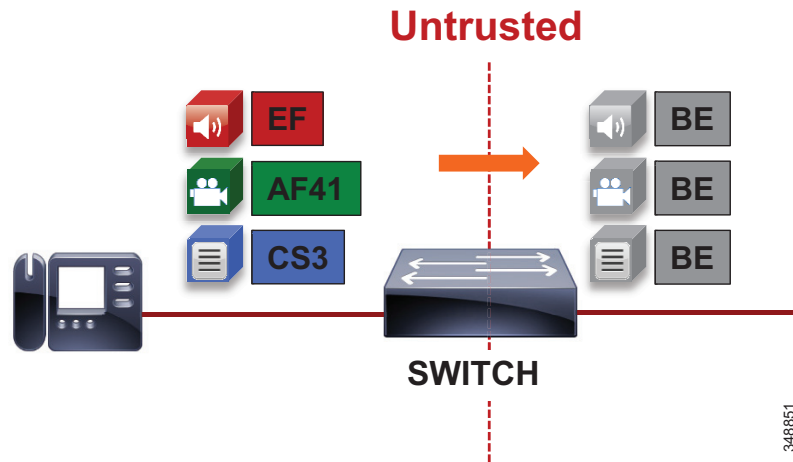 Untrusted
EF
AF41
CS3
BE
BE
BE
SWITCH
348851